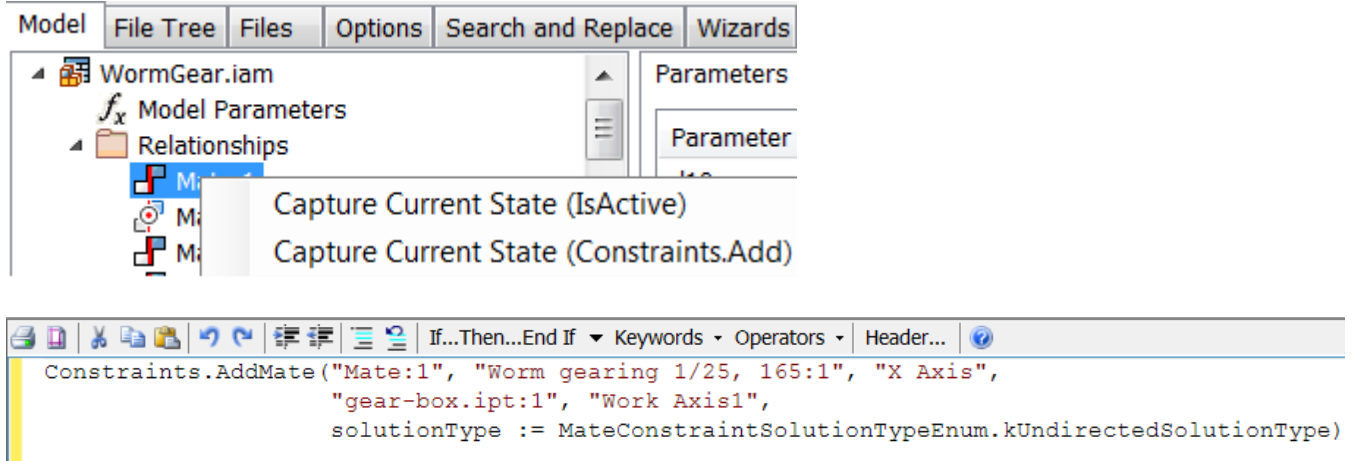 Model File Tree Files Options Search and Replace Wizards
WormGear.iam Parameters
fx Model Parameters
Relationships Parameter
Capture Current State (IsActive)
Capture Current State (Constraints.Add)
If...Then...End If Keywords Operators Header...
Constraints.AddMate("Mate:1", "Worm gearing 1/25, 165:1", "X Axis",
"gear-box.ipt:1", "Work Axis1",
solutionType := MateConstraintSolutionTypeEnum.kUndirectedSolutionType)